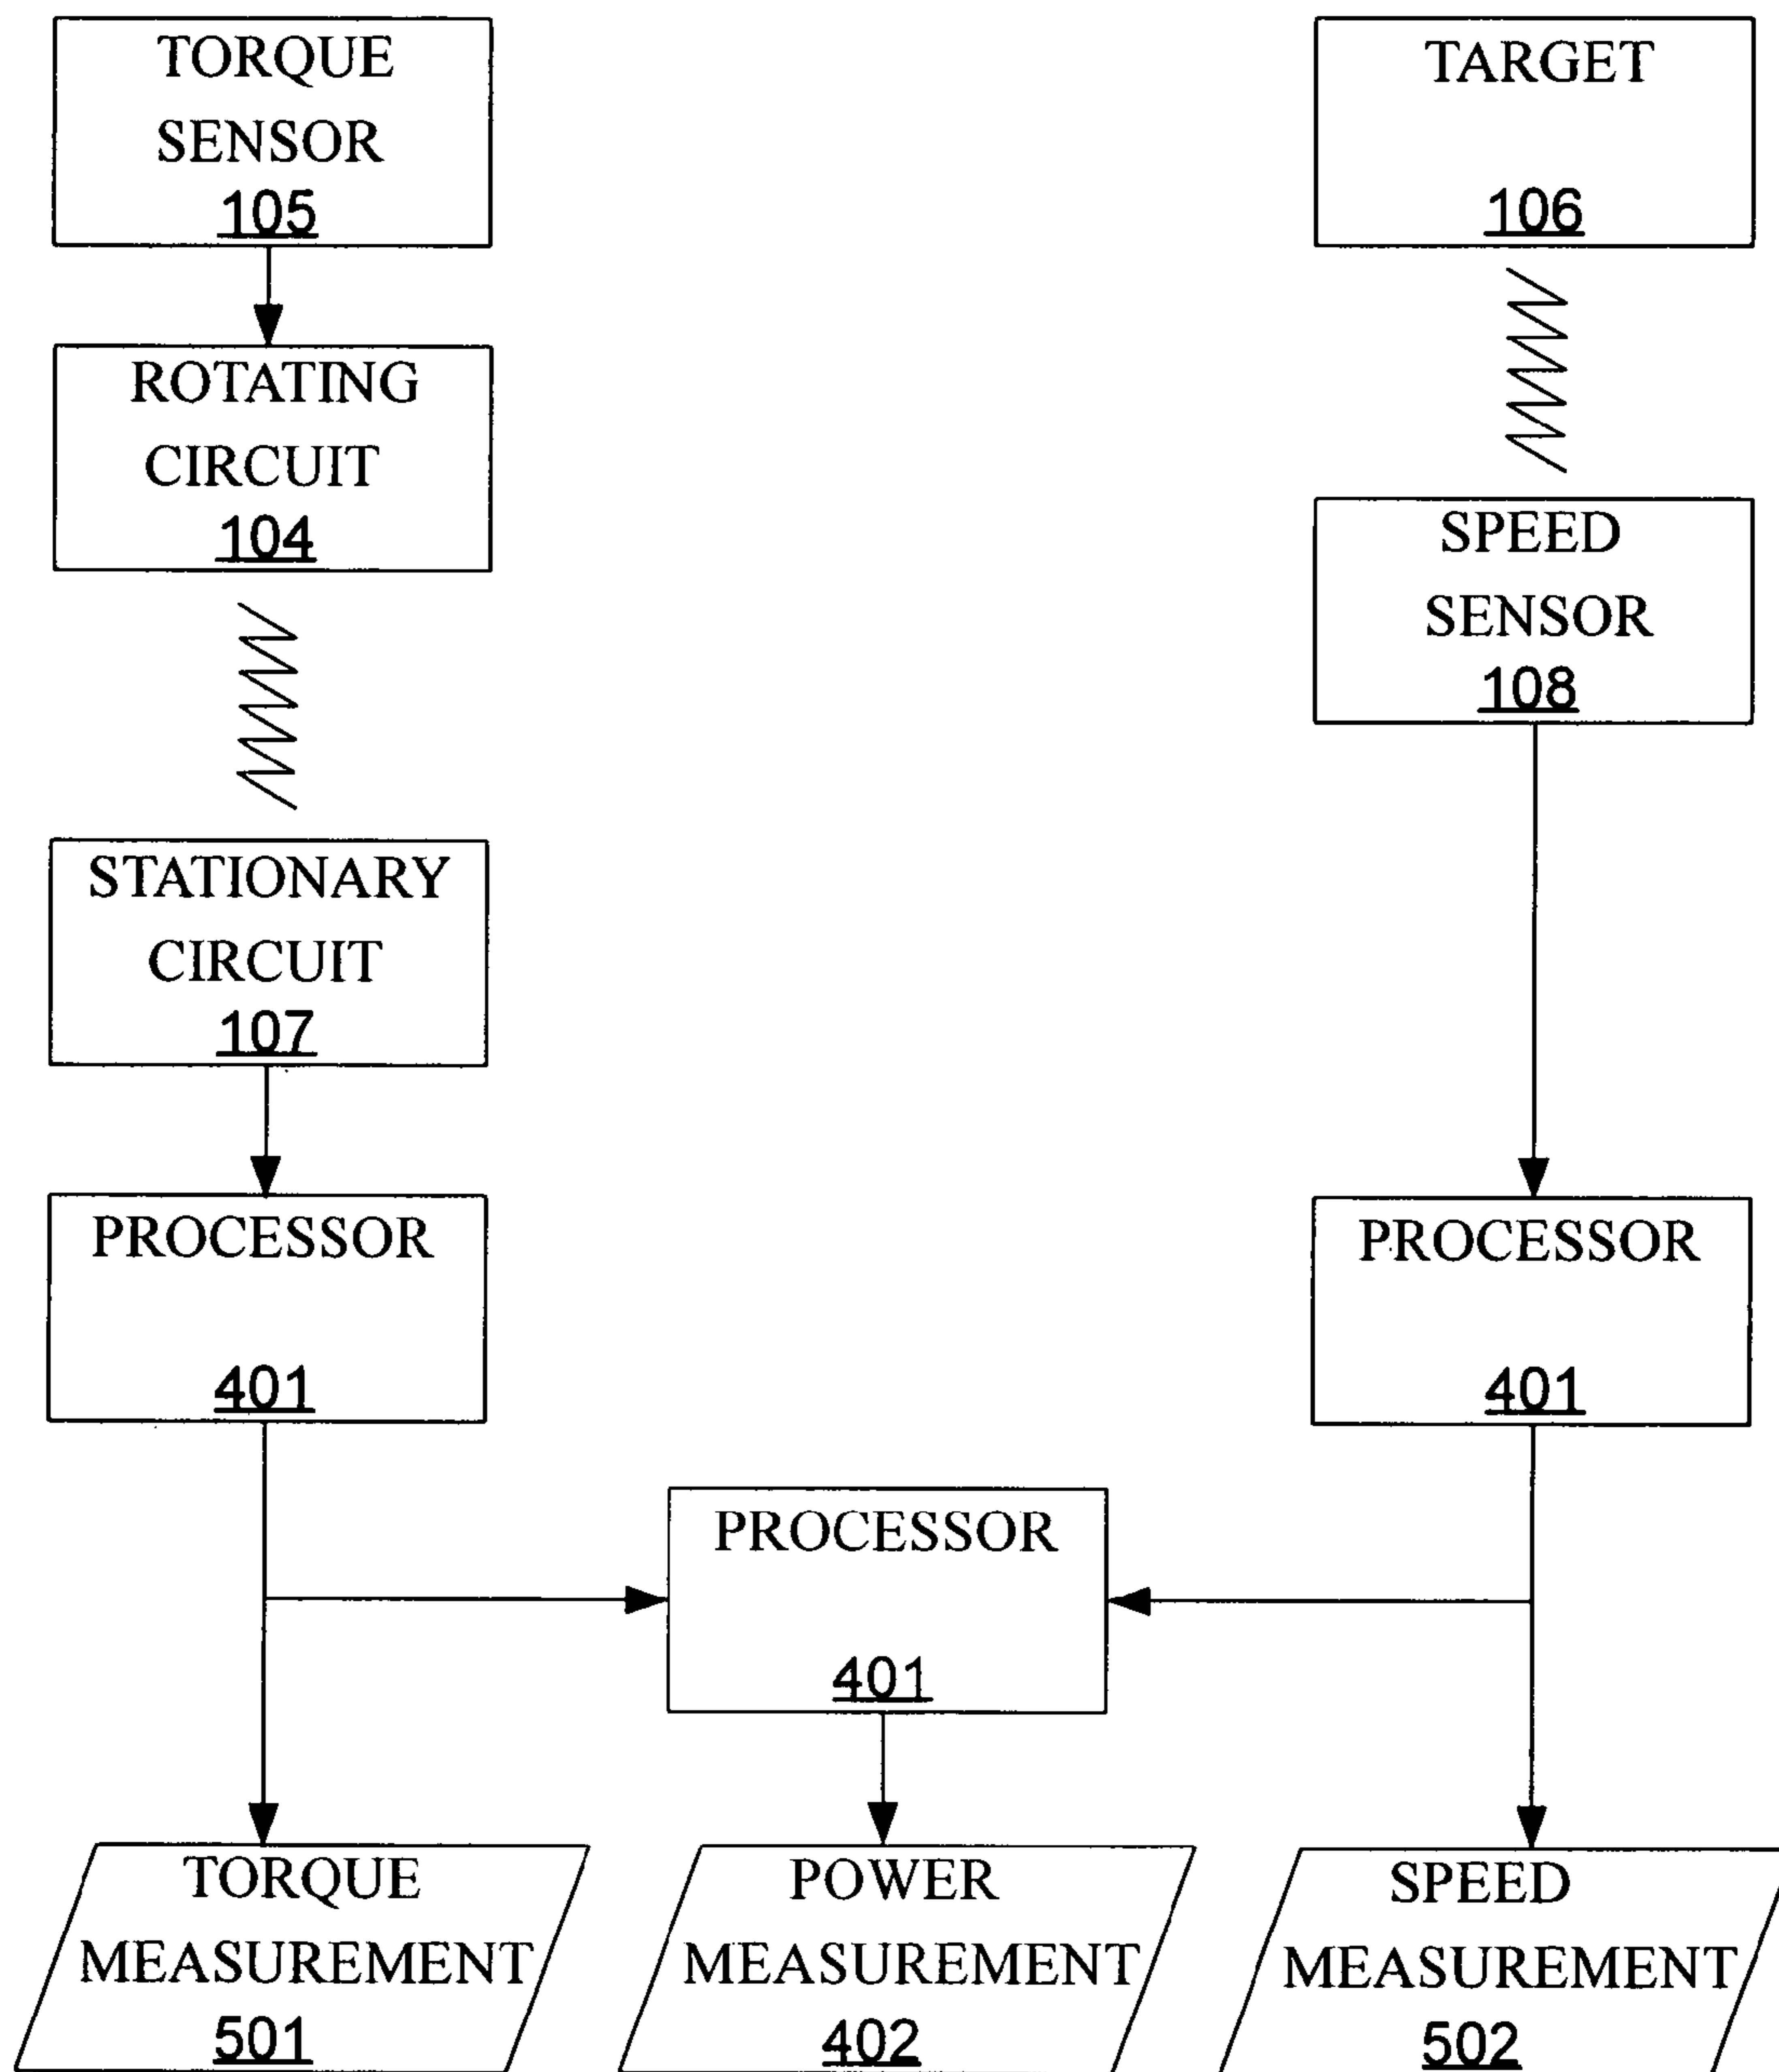 TORQUE
SENSOR
105
TARGET
106
ROTATING
CIRCUIT
104
SPEED
SENSOR
108
STATIONARY
CIRCUIT
107
PROCESSOR
401
PROCESSOR
401
PROCESSOR
401
TORQUE
MEASUREMENT
501
POWER
MEASUREMENT
402
SPEED
MEASUREMENT
502